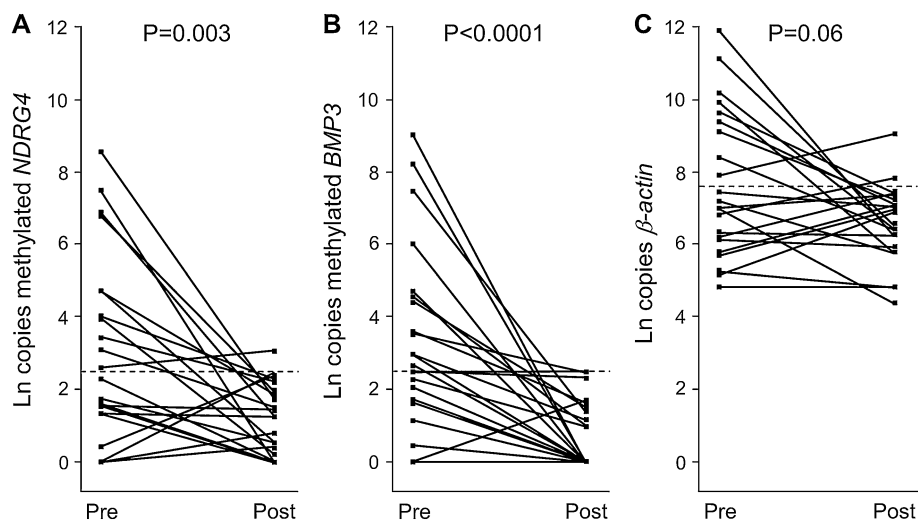 A
P=0.003
Ln copies methylated NDRG4
12
10
8
6
4
2
0
Pre
Post
B
P<0.0001
Ln copies methylated BMP3
12
10
8
6
4
2
0
Pre
Post
C
P=0.06
Ln copies β-actin
12
10
8
6
4
2
0
Pre
Post